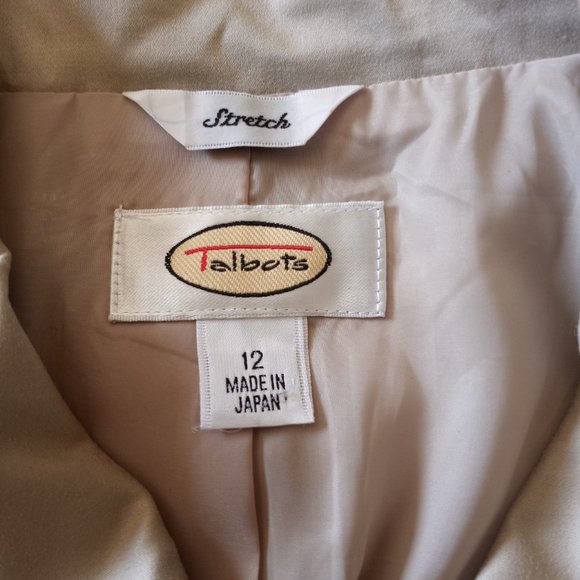 Stretch
Talbots
12
MADE IN
JAPAN